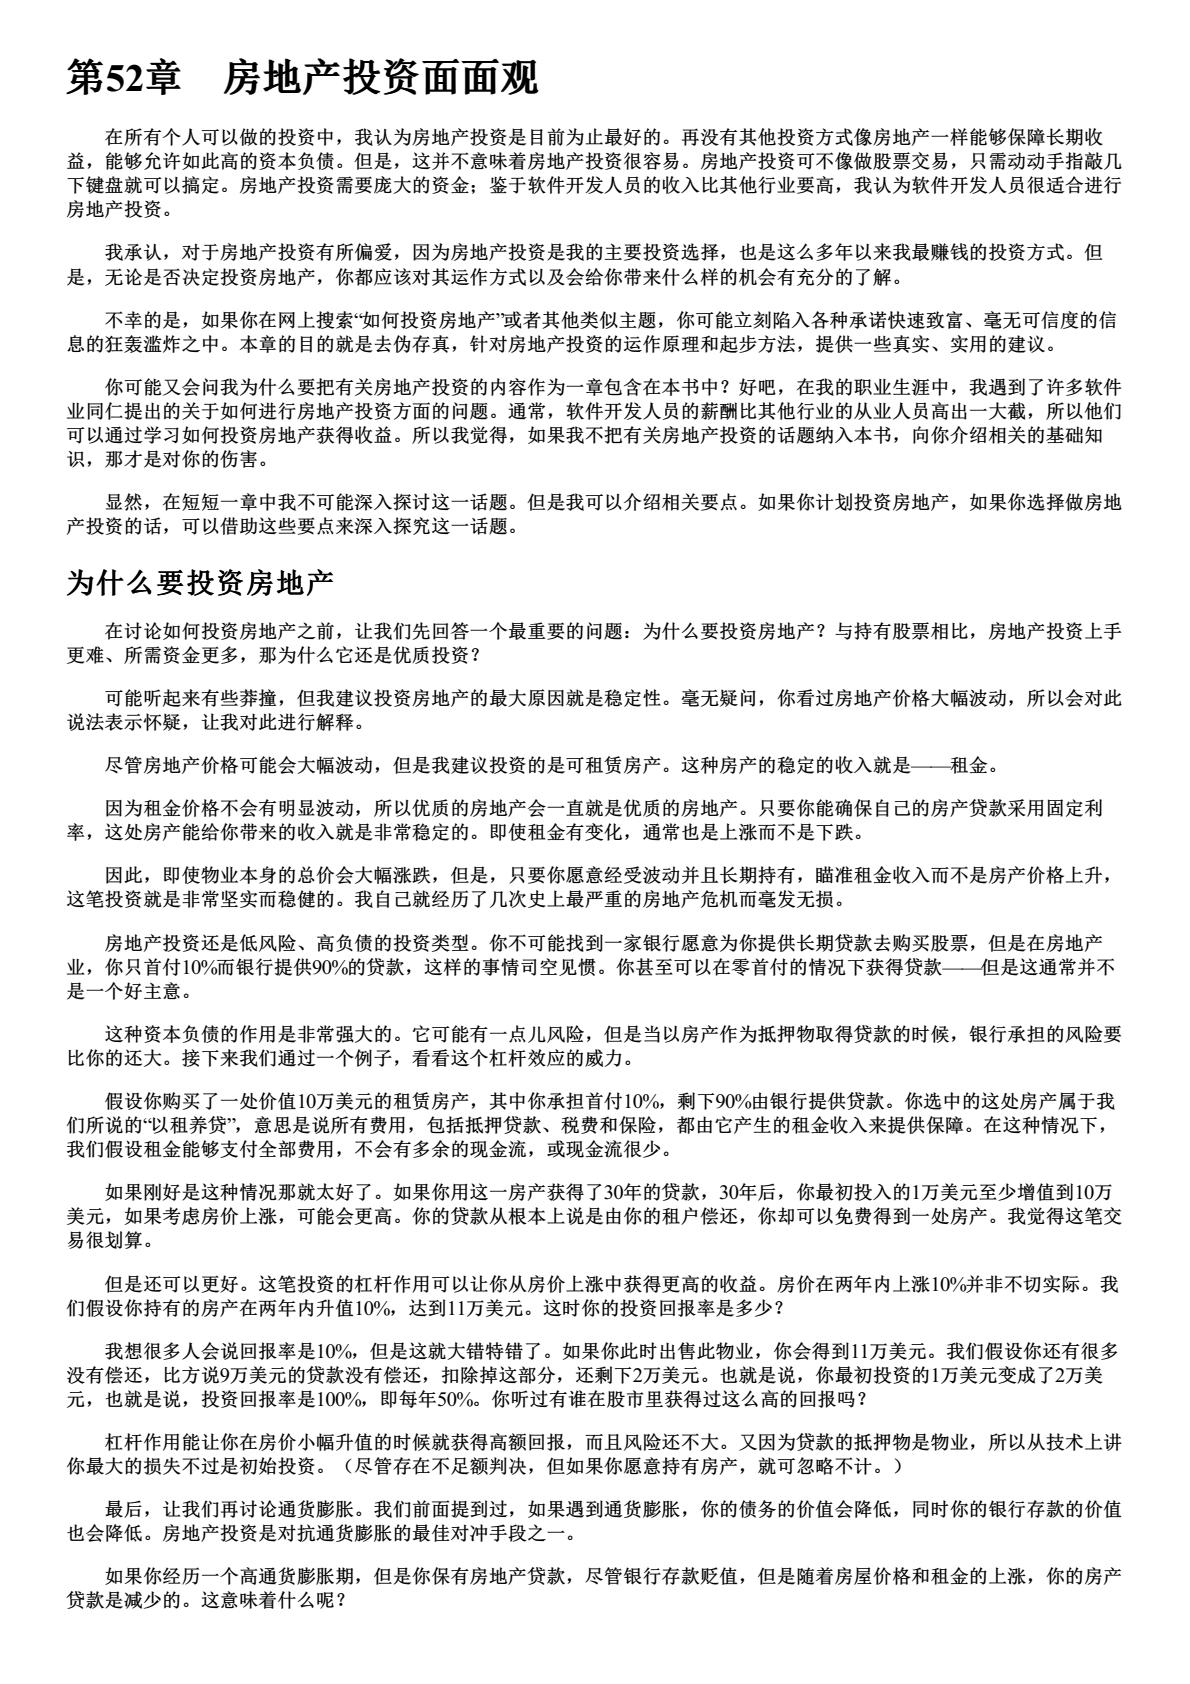 第52章　房地产投资面面观
在所有个人可以做的投资中，我认为房地产投资是目前为止最好的。再没有其他投资方式像房地产一样能够保障长期收
益，能够允许如此高的资本负债。但是，这并不意味着房地产投资很容易。房地产投资可不像做股票交易，只需动动手指敲几
下键盘就可以搞定。房地产投资需要庞大的资金；鉴于软件开发人员的收入比其他行业要高，我认为软件开发人员很适合进行
房地产投资。
我承认，对于房地产投资有所偏爱，因为房地产投资是我的主要投资选择，也是这么多年以来我最赚钱的投资方式。但
是，无论是否决定投资房地产，你都应该对其运作方式以及会给你带来什么样的机会有充分的了解。
不幸的是，如果你在网上搜索“如何投资房地产”或者其他类似主题，你可能立刻陷入各种承诺快速致富、毫无可信度的信
息的狂轰滥炸之中。本章的目的就是去伪存真，针对房地产投资的运作原理和起步方法，提供一些真实、实用的建议。
你可能又会问我为什么要把有关房地产投资的内容作为一章包含在本书中？好吧，在我的职业生涯中，我遇到了许多软件
业同仁提出的关于如何进行房地产投资方面的问题。通常，软件开发人员的薪酬比其他行业的从业人员高出一大截，所以他们
可以通过学习如何投资房地产获得收益。所以我觉得，如果我不把有关房地产投资的话题纳入本书，向你介绍相关的基础知
识，那才是对你的伤害。
显然，在短短一章中我不可能深入探讨这一话题。但是我可以介绍相关要点。如果你计划投资房地产，如果你选择做房地
产投资的话，可以借助这些要点来深入探究这一话题。
为什么要投资房地产
在讨论如何投资房地产之前，让我们先回答一个最重要的问题：为什么要投资房地产？与持有股票相比，房地产投资上手
更难、所需资金更多，那为什么它还是优质投资？
可能听起来有些莽撞，但我建议投资房地产的最大原因就是稳定性。毫无疑问，你看过房地产价格大幅波动，所以会对此
说法表示怀疑，让我对此进行解释。
尽管房地产价格可能会大幅波动，但是我建议投资的是可租赁房产。这种房产的稳定的收入就是——租金。
因为租金价格不会有明显波动，所以优质的房地产会一直就是优质的房地产。只要你能确保自己的房产贷款采用固定利
率，这处房产能给你带来的收入就是非常稳定的。即使租金有变化，通常也是上涨而不是下跌。
因此，即使物业本身的总价会大幅涨跌，但是，只要你愿意经受波动并且长期持有，瞄准租金收入而不是房产价格上升，
这笔投资就是非常坚实而稳健的。我自己就经历了几次史上最严重的房地产危机而毫发无损。
房地产投资还是低风险、高负债的投资类型。你不可能找到一家银行愿意为你提供长期贷款去购买股票，但是在房地产
业，你只首付10%而银行提供90%的贷款，这样的事情司空见惯。你甚至可以在零首付的情况下获得贷款——但是这通常并不
是一个好主意。
这种资本负债的作用是非常强大的。它可能有一点儿风险，但是当以房产作为抵押物取得贷款的时候，银行承担的风险要
比你的还大。接下来我们通过一个例子，看看这个杠杆效应的威力。
假设你购买了一处价值10万美元的租赁房产，其中你承担首付10%，剩下90%由银行提供贷款。你选中的这处房产属于我
们所说的“以租养贷”，意思是说所有费用，包括抵押贷款、税费和保险，都由它产生的租金收入来提供保障。在这种情况下，
我们假设租金能够支付全部费用，不会有多余的现金流，或现金流很少。
如果刚好是这种情况那就太好了。如果你用这一房产获得了30年的贷款，30年后，你最初投入的1万美元至少增值到10万
美元，如果考虑房价上涨，可能会更高。你的贷款从根本上说是由你的租户偿还，你却可以免费得到一处房产。我觉得这笔交
易很划算。
但是还可以更好。这笔投资的杠杆作用可以让你从房价上涨中获得更高的收益。房价在两年内上涨10%并非不切实际。我
们假设你持有的房产在两年内升值10%，达到11万美元。这时你的投资回报率是多少？
我想很多人会说回报率是10%，但是这就大错特错了。如果你此时出售此物业，你会得到11万美元。我们假设你还有很多
没有偿还，比方说9万美元的贷款没有偿还，扣除掉这部分，还剩下2万美元。也就是说，你最初投资的1万美元变成了2万美
元，也就是说，投资回报率是100%，即每年50%。你听过有谁在股市里获得过这么高的回报吗？
杠杆作用能让你在房价小幅升值的时候就获得高额回报，而且风险还不大。又因为贷款的抵押物是物业，所以从技术上讲
你最大的损失不过是初始投资。（尽管存在不足额判决，但如果你愿意持有房产，就可忽略不计。）
最后，让我们再讨论通货膨胀。我们前面提到过，如果遇到通货膨胀，你的债务的价值会降低，同时你的银行存款的价值
也会降低。房地产投资是对抗通货膨胀的最佳对冲手段之一。
如果你经历一个高通货膨胀期，但是你保有房地产贷款，尽管银行存款贬值，但是随着房屋价格和租金的上涨，你的房产
贷款是减少的。这意味着什么呢？